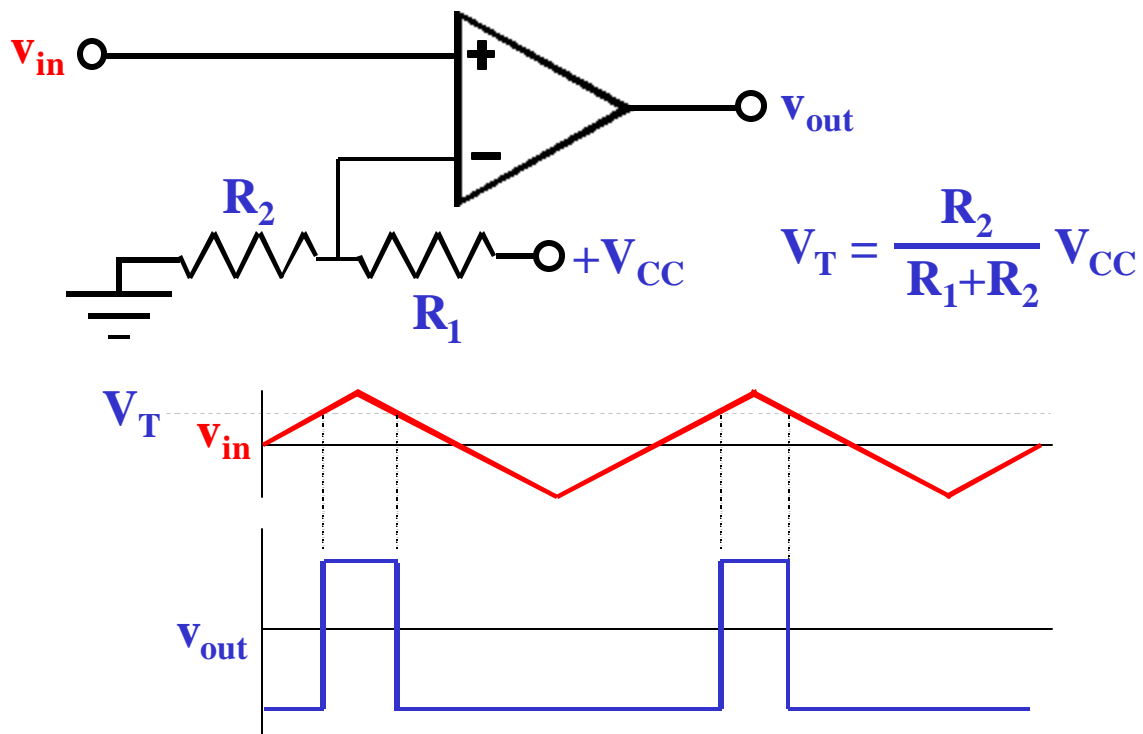 v_in
+
v_out
−
R_2
+V_CC
R_1
V_T = R_2 / (R_1+R_2) V_CC
V_T
v_in
v_out